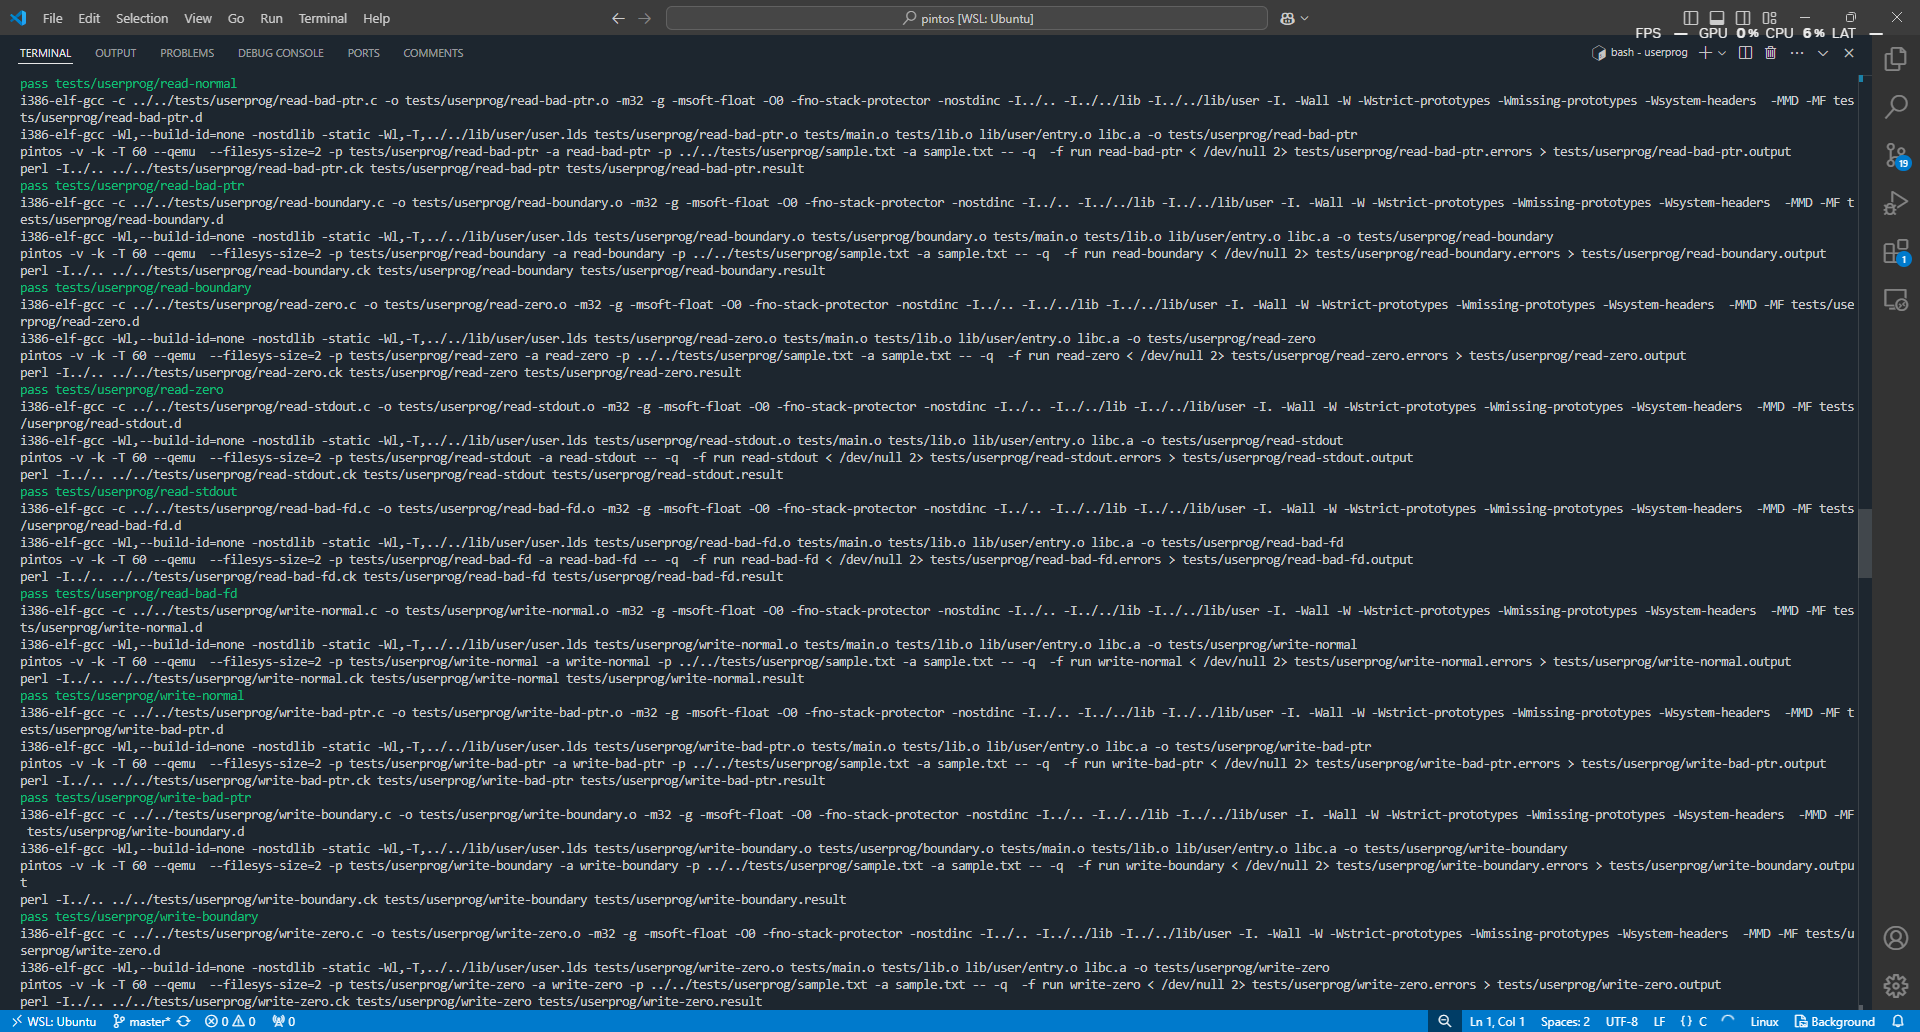 File Edit Selection View Go Run Terminal Help
pintos [WSL: Ubuntu]
FPS — GPU 0% CPU 6% LAT —
TERMINAL OUTPUT PROBLEMS DEBUG CONSOLE PORTS COMMENTS
bash - userprog
pass tests/userprog/read-normal
i386-elf-gcc -c ../../tests/userprog/read-bad-ptr.c -o tests/userprog/read-bad-ptr.o -m32 -g -msoft-float -O0 -fno-stack-protector -nostdinc -I../.. -I../../lib -I../../lib/user -I. -Wall -W -Wstrict-prototypes -Wmissing-prototypes -Wsystem-headers  -MMD -MF tes
ts/userprog/read-bad-ptr.d
i386-elf-gcc -Wl,--build-id=none -nostdlib -static -Wl,-T,../../lib/user/user.lds tests/userprog/read-bad-ptr.o tests/main.o tests/lib.o lib/user/entry.o libc.a -o tests/userprog/read-bad-ptr
pintos -v -k -T 60 --qemu  --filesys-size=2 -p tests/userprog/read-bad-ptr -a read-bad-ptr -p ../../tests/userprog/sample.txt -a sample.txt -- -q  -f run read-bad-ptr < /dev/null 2> tests/userprog/read-bad-ptr.errors > tests/userprog/read-bad-ptr.output
perl -I../.. ../../tests/userprog/read-bad-ptr.ck tests/userprog/read-bad-ptr tests/userprog/read-bad-ptr.result
pass tests/userprog/read-bad-ptr
i386-elf-gcc -c ../../tests/userprog/read-boundary.c -o tests/userprog/read-boundary.o -m32 -g -msoft-float -O0 -fno-stack-protector -nostdinc -I../.. -I../../lib -I../../lib/user -I. -Wall -W -Wstrict-prototypes -Wmissing-prototypes -Wsystem-headers  -MMD -MF t
ests/userprog/read-boundary.d
i386-elf-gcc -Wl,--build-id=none -nostdlib -static -Wl,-T,../../lib/user/user.lds tests/userprog/read-boundary.o tests/userprog/boundary.o tests/main.o tests/lib.o lib/user/entry.o libc.a -o tests/userprog/read-boundary
pintos -v -k -T 60 --qemu  --filesys-size=2 -p tests/userprog/read-boundary -a read-boundary -p ../../tests/userprog/sample.txt -a sample.txt -- -q  -f run read-boundary < /dev/null 2> tests/userprog/read-boundary.errors > tests/userprog/read-boundary.output
perl -I../.. ../../tests/userprog/read-boundary.ck tests/userprog/read-boundary tests/userprog/read-boundary.result
pass tests/userprog/read-boundary
i386-elf-gcc -c ../../tests/userprog/read-zero.c -o tests/userprog/read-zero.o -m32 -g -msoft-float -O0 -fno-stack-protector -nostdinc -I../.. -I../../lib -I../../lib/user -I. -Wall -W -Wstrict-prototypes -Wmissing-prototypes -Wsystem-headers  -MMD -MF tests/use
rprog/read-zero.d
i386-elf-gcc -Wl,--build-id=none -nostdlib -static -Wl,-T,../../lib/user/user.lds tests/userprog/read-zero.o tests/main.o tests/lib.o lib/user/entry.o libc.a -o tests/userprog/read-zero
pintos -v -k -T 60 --qemu  --filesys-size=2 -p tests/userprog/read-zero -a read-zero -p ../../tests/userprog/sample.txt -a sample.txt -- -q  -f run read-zero < /dev/null 2> tests/userprog/read-zero.errors > tests/userprog/read-zero.output
perl -I../.. ../../tests/userprog/read-zero.ck tests/userprog/read-zero tests/userprog/read-zero.result
pass tests/userprog/read-zero
i386-elf-gcc -c ../../tests/userprog/read-stdout.c -o tests/userprog/read-stdout.o -m32 -g -msoft-float -O0 -fno-stack-protector -nostdinc -I../.. -I../../lib -I../../lib/user -I. -Wall -W -Wstrict-prototypes -Wmissing-prototypes -Wsystem-headers  -MMD -MF tests
/userprog/read-stdout.d
i386-elf-gcc -Wl,--build-id=none -nostdlib -static -Wl,-T,../../lib/user/user.lds tests/userprog/read-stdout.o tests/main.o tests/lib.o lib/user/entry.o libc.a -o tests/userprog/read-stdout
pintos -v -k -T 60 --qemu  --filesys-size=2 -p tests/userprog/read-stdout -a read-stdout -- -q  -f run read-stdout < /dev/null 2> tests/userprog/read-stdout.errors > tests/userprog/read-stdout.output
perl -I../.. ../../tests/userprog/read-stdout.ck tests/userprog/read-stdout tests/userprog/read-stdout.result
pass tests/userprog/read-stdout
i386-elf-gcc -c ../../tests/userprog/read-bad-fd.c -o tests/userprog/read-bad-fd.o -m32 -g -msoft-float -O0 -fno-stack-protector -nostdinc -I../.. -I../../lib -I../../lib/user -I. -Wall -W -Wstrict-prototypes -Wmissing-prototypes -Wsystem-headers  -MMD -MF tests
/userprog/read-bad-fd.d
i386-elf-gcc -Wl,--build-id=none -nostdlib -static -Wl,-T,../../lib/user/user.lds tests/userprog/read-bad-fd.o tests/main.o tests/lib.o lib/user/entry.o libc.a -o tests/userprog/read-bad-fd
pintos -v -k -T 60 --qemu  --filesys-size=2 -p tests/userprog/read-bad-fd -a read-bad-fd -- -q  -f run read-bad-fd < /dev/null 2> tests/userprog/read-bad-fd.errors > tests/userprog/read-bad-fd.output
perl -I../.. ../../tests/userprog/read-bad-fd.ck tests/userprog/read-bad-fd tests/userprog/read-bad-fd.result
pass tests/userprog/read-bad-fd
i386-elf-gcc -c ../../tests/userprog/write-normal.c -o tests/userprog/write-normal.o -m32 -g -msoft-float -O0 -fno-stack-protector -nostdinc -I../.. -I../../lib -I../../lib/user -I. -Wall -W -Wstrict-prototypes -Wmissing-prototypes -Wsystem-headers  -MMD -MF tes
ts/userprog/write-normal.d
i386-elf-gcc -Wl,--build-id=none -nostdlib -static -Wl,-T,../../lib/user/user.lds tests/userprog/write-normal.o tests/main.o tests/lib.o lib/user/entry.o libc.a -o tests/userprog/write-normal
pintos -v -k -T 60 --qemu  --filesys-size=2 -p tests/userprog/write-normal -a write-normal -p ../../tests/userprog/sample.txt -a sample.txt -- -q  -f run write-normal < /dev/null 2> tests/userprog/write-normal.errors > tests/userprog/write-normal.output
perl -I../.. ../../tests/userprog/write-normal.ck tests/userprog/write-normal tests/userprog/write-normal.result
pass tests/userprog/write-normal
i386-elf-gcc -c ../../tests/userprog/write-bad-ptr.c -o tests/userprog/write-bad-ptr.o -m32 -g -msoft-float -O0 -fno-stack-protector -nostdinc -I../.. -I../../lib -I../../lib/user -I. -Wall -W -Wstrict-prototypes -Wmissing-prototypes -Wsystem-headers  -MMD -MF t
ests/userprog/write-bad-ptr.d
i386-elf-gcc -Wl,--build-id=none -nostdlib -static -Wl,-T,../../lib/user/user.lds tests/userprog/write-bad-ptr.o tests/main.o tests/lib.o lib/user/entry.o libc.a -o tests/userprog/write-bad-ptr
pintos -v -k -T 60 --qemu  --filesys-size=2 -p tests/userprog/write-bad-ptr -a write-bad-ptr -p ../../tests/userprog/sample.txt -a sample.txt -- -q  -f run write-bad-ptr < /dev/null 2> tests/userprog/write-bad-ptr.errors > tests/userprog/write-bad-ptr.output
perl -I../.. ../../tests/userprog/write-bad-ptr.ck tests/userprog/write-bad-ptr tests/userprog/write-bad-ptr.result
pass tests/userprog/write-bad-ptr
i386-elf-gcc -c ../../tests/userprog/write-boundary.c -o tests/userprog/write-boundary.o -m32 -g -msoft-float -O0 -fno-stack-protector -nostdinc -I../.. -I../../lib -I../../lib/user -I. -Wall -W -Wstrict-prototypes -Wmissing-prototypes -Wsystem-headers  -MMD -MF
 tests/userprog/write-boundary.d
i386-elf-gcc -Wl,--build-id=none -nostdlib -static -Wl,-T,../../lib/user/user.lds tests/userprog/write-boundary.o tests/userprog/boundary.o tests/main.o tests/lib.o lib/user/entry.o libc.a -o tests/userprog/write-boundary
pintos -v -k -T 60 --qemu  --filesys-size=2 -p tests/userprog/write-boundary -a write-boundary -p ../../tests/userprog/sample.txt -a sample.txt -- -q  -f run write-boundary < /dev/null 2> tests/userprog/write-boundary.errors > tests/userprog/write-boundary.outpu
t
perl -I../.. ../../tests/userprog/write-boundary.ck tests/userprog/write-boundary tests/userprog/write-boundary.result
pass tests/userprog/write-boundary
i386-elf-gcc -c ../../tests/userprog/write-zero.c -o tests/userprog/write-zero.o -m32 -g -msoft-float -O0 -fno-stack-protector -nostdinc -I../.. -I../../lib -I../../lib/user -I. -Wall -W -Wstrict-prototypes -Wmissing-prototypes -Wsystem-headers  -MMD -MF tests/u
serprog/write-zero.d
i386-elf-gcc -Wl,--build-id=none -nostdlib -static -Wl,-T,../../lib/user/user.lds tests/userprog/write-zero.o tests/main.o tests/lib.o lib/user/entry.o libc.a -o tests/userprog/write-zero
pintos -v -k -T 60 --qemu  --filesys-size=2 -p tests/userprog/write-zero -a write-zero -p ../../tests/userprog/sample.txt -a sample.txt -- -q  -f run write-zero < /dev/null 2> tests/userprog/write-zero.errors > tests/userprog/write-zero.output
perl -I../.. ../../tests/userprog/write-zero.ck tests/userprog/write-zero tests/userprog/write-zero.result
19
1
WSL: Ubuntu master* 0 0 0 Ln 1, Col 1 Spaces: 2 UTF-8 LF {} C Linux Background